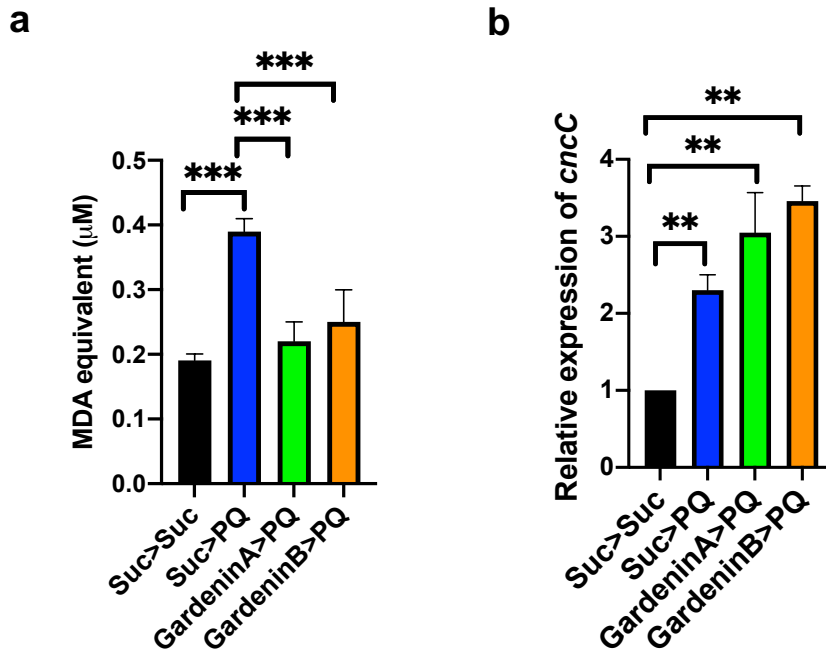 a
***
***
***
0.5
0.4
0.3
0.2
0.1
0.0
MDA equivalent (μM)
Suc>Suc
Suc>PQ
GardeninA>PQ
GardeninB>PQ
b
**
**
**
4
3
2
1
0
Relative expression of cncC
Suc>Suc
Suc>PQ
GardeninA>PQ
GardeninB>PQ